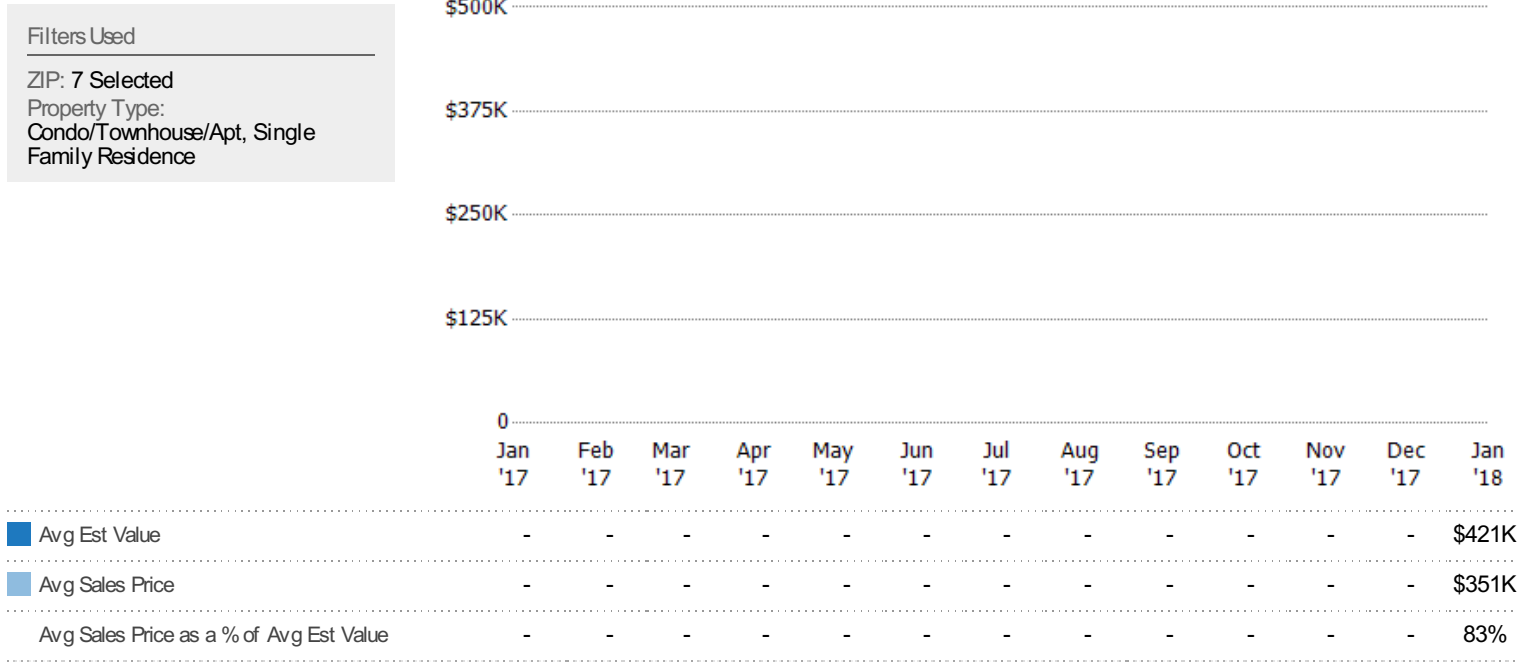 Filters Used
ZIP: 7 Selected
Property Type:
Condo/Townhouse/Apt, Single
Family Residence
$500K
$375K
$250K
$125K
0
Jan Feb Mar Apr May Jun Jul Aug Sep Oct Nov Dec Jan
'17 '17 '17 '17 '17 '17 '17 '17 '17 '17 '17 '17 '18
Avg Est Value - - - - - - - - - - - - $421K
Avg Sales Price - - - - - - - - - - - - $351K
Avg Sales Price as a % of Avg Est Value - - - - - - - - - - - - 83%